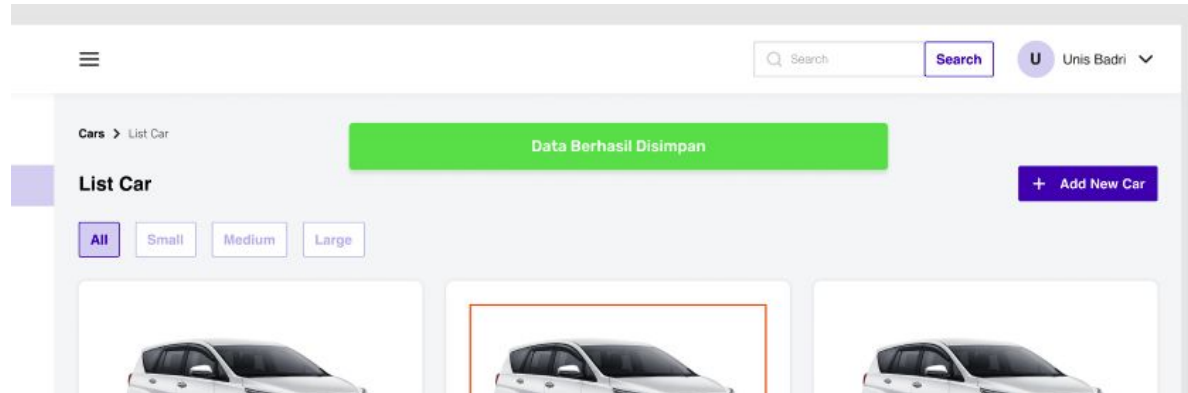 Search
Search
U
Unis Badri
Cars > List Car
Data Berhasil Disimpan
List Car
+ Add New Car
All
Small
Medium
Large